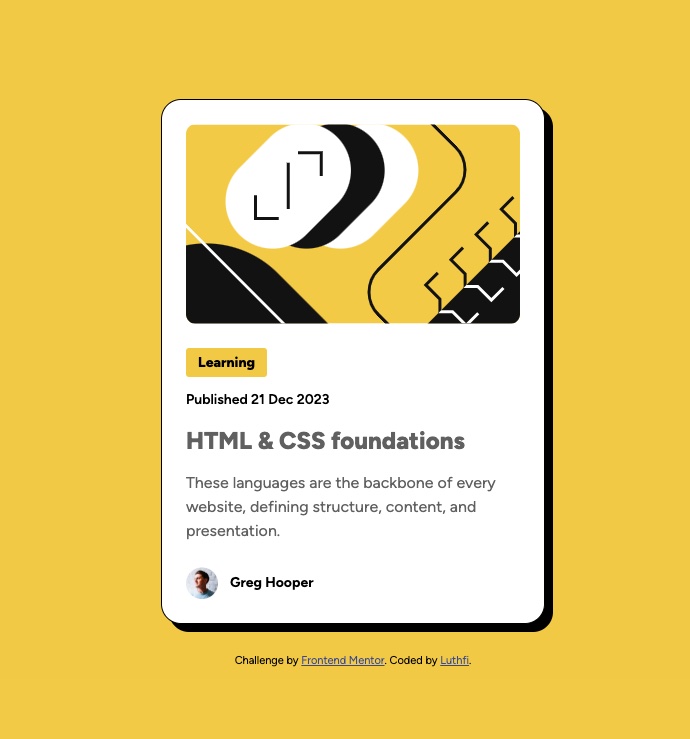 Learning
Published 21 Dec 2023
HTML & CSS foundations
These languages are the backbone of every
website, defining structure, content, and
presentation.
Greg Hooper
Challenge by Frontend Mentor. Coded by Luthfi.